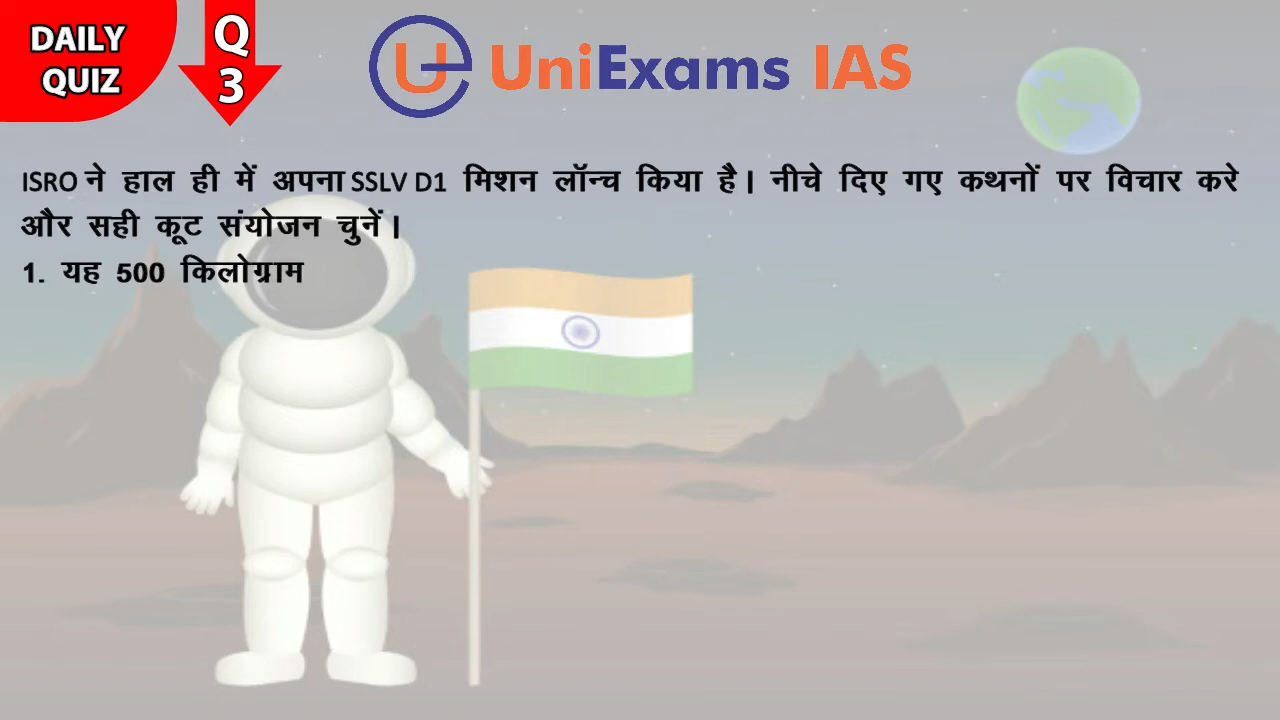 DAILY
QUIZ
Q
3
UniExams IAS
ISRO ने हाल ही में अपना SSLV D1 मिशन लॉन्च किया है। नीचे दिए गए कथनों पर विचार करे
और सही कूट संयोजन चुनें।
1. यह 500 किलोग्राम